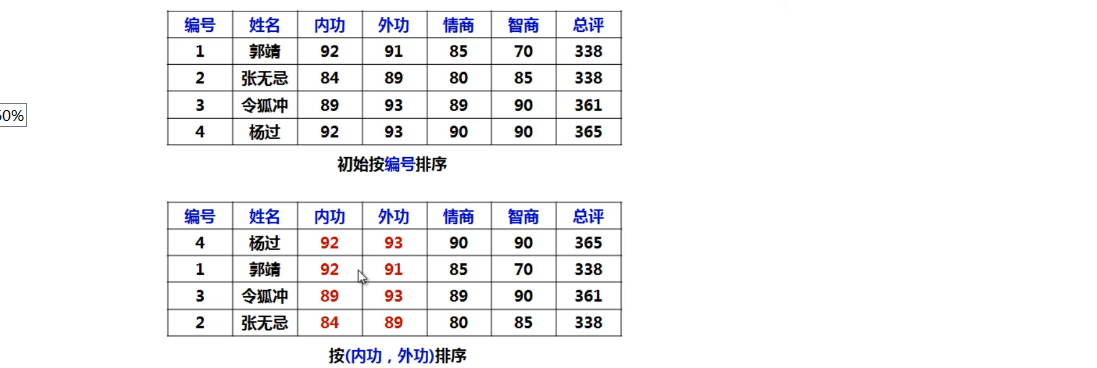 编号 姓名 内功 外功 情商 智商 总评
1 郭靖 92 91 85 70 338
2 张无忌 84 89 80 85 338
3 令狐冲 89 93 89 90 361
4 杨过 92 93 90 90 365
初始按编号排序
编号 姓名 内功 外功 情商 智商 总评
4 杨过 92 93 90 90 365
1 郭靖 92 91 85 70 338
3 令狐冲 89 93 89 90 361
2 张无忌 84 89 80 85 338
按(内功，外功)排序